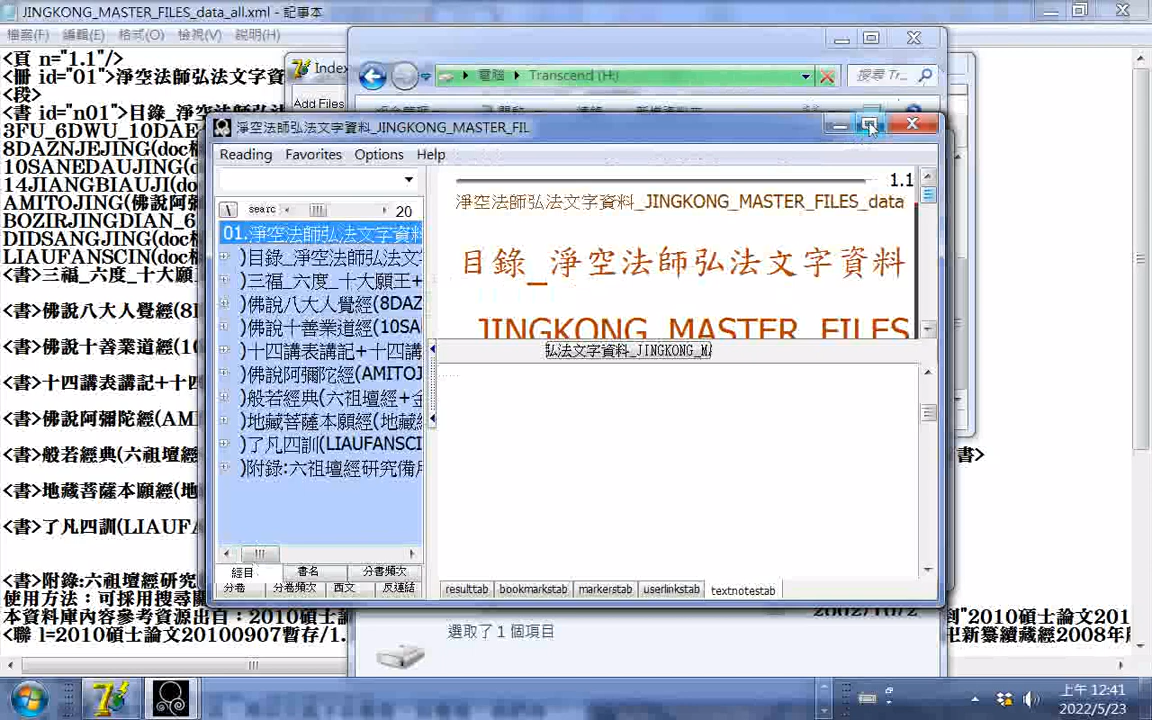 JINGKONG_MASTER_FILES_data_all.xml - 記事本
檔案(F) 編輯(E) 格式(O) 檢視(V) 說明(H)
<頁 n="1.1"/>
<冊 id="01">淨空法師弘法文字資
<段>
<書 id="n01">目錄_淨空法師弘法
3FU_6DWU_10DAE
8DAZNJEJING(doc
10SANEDAUJING(do
14JIANGBIAUJI(do
AMITOJING(佛說阿彌
BOZIRJINGDIAN_6
DIDSANGJING(doc
LIAUFANSCIN
<書>三福_六度_十大願
<書>佛說八大人覺經(8D
<書>佛說十善業道經(10
<書>十四講表講記+十四
<書>佛說阿彌陀經(AMI
<書>般若經典(六祖壇經
<書>地藏菩薩本願經(地
<書>了凡四訓(LIAUFA
<書>附錄:六祖壇經研究
使用方法：可採用搜尋
本資料庫內容參考資源出自：2010碩士論
<聯 l=2010碩士論文20100907暫存/1.
Index
Add Files
電腦
Transcend (H:)
搜尋 Tr...
淨空法師弘法文字資料_JINGKONG_MASTER_FIL
Reading Favorites Options Help
searc
20
01.淨空法師弘法文字資料
)目錄_淨空法師弘法文
)三福_六度_十大願王+
)佛說八大人覺經(8DAZ
)佛說十善業道經(10SA
)十四講表講記+十四講
)佛說阿彌陀經(AMITOJ
)般若經典(六祖壇經+金
)地藏菩薩本願經(地藏
)了凡四訓(LIAUFANSCIN
)附錄:六祖壇經研究備用
經目 書名 分書頻次
分卷 分卷頻次 西文 反連結
1.1
淨空法師弘法文字資料_JINGKONG_MASTER_FILES_data
目錄_淨空法師弘法文字資料
JINGKONG_MASTER_FILES
弘法文字資料_JINGKONG_MA
resulttab bookmarkstab markerstab userlinkstab textnotestab
書>
2002/10/2
到"2010碩士論文201
卍新纂續藏經2008年
選取了 1 個項目
上午 12:41
2022/5/23